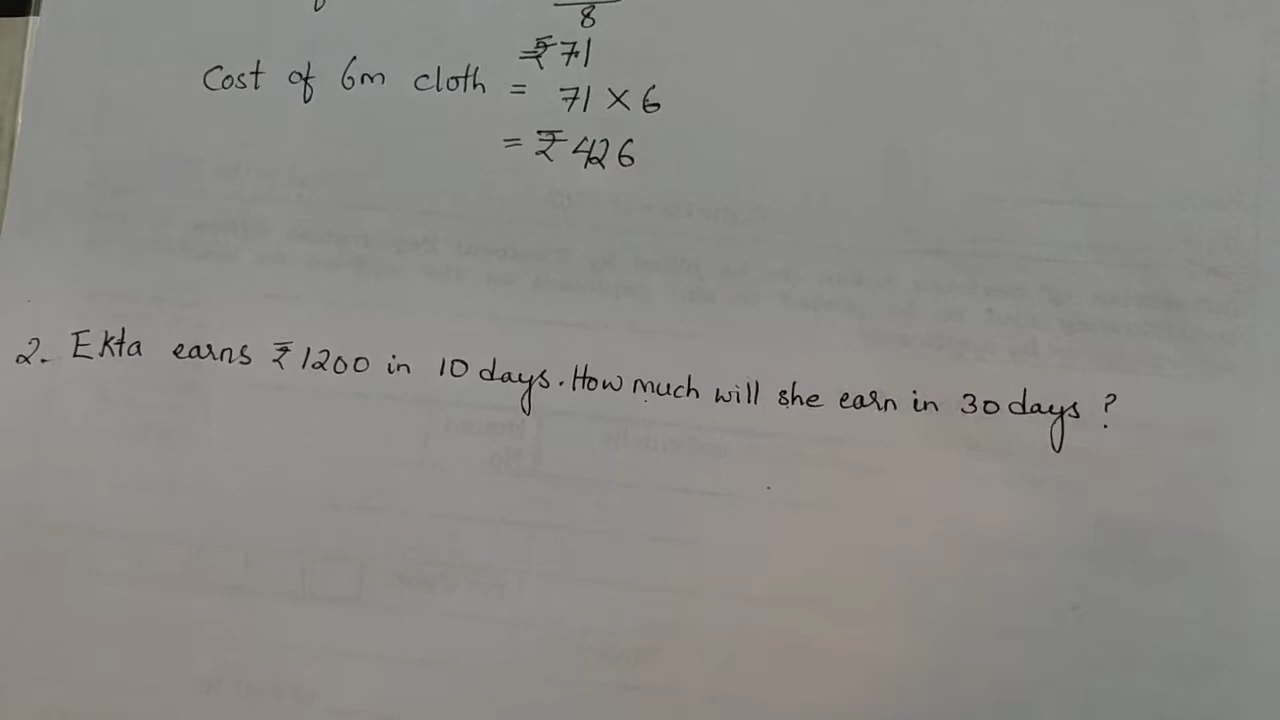 8
= ₹71
Cost of 6m cloth = 71 × 6
= ₹426
2. Ekta earns ₹1200 in 10 days. How much will she earn in 30 days ?